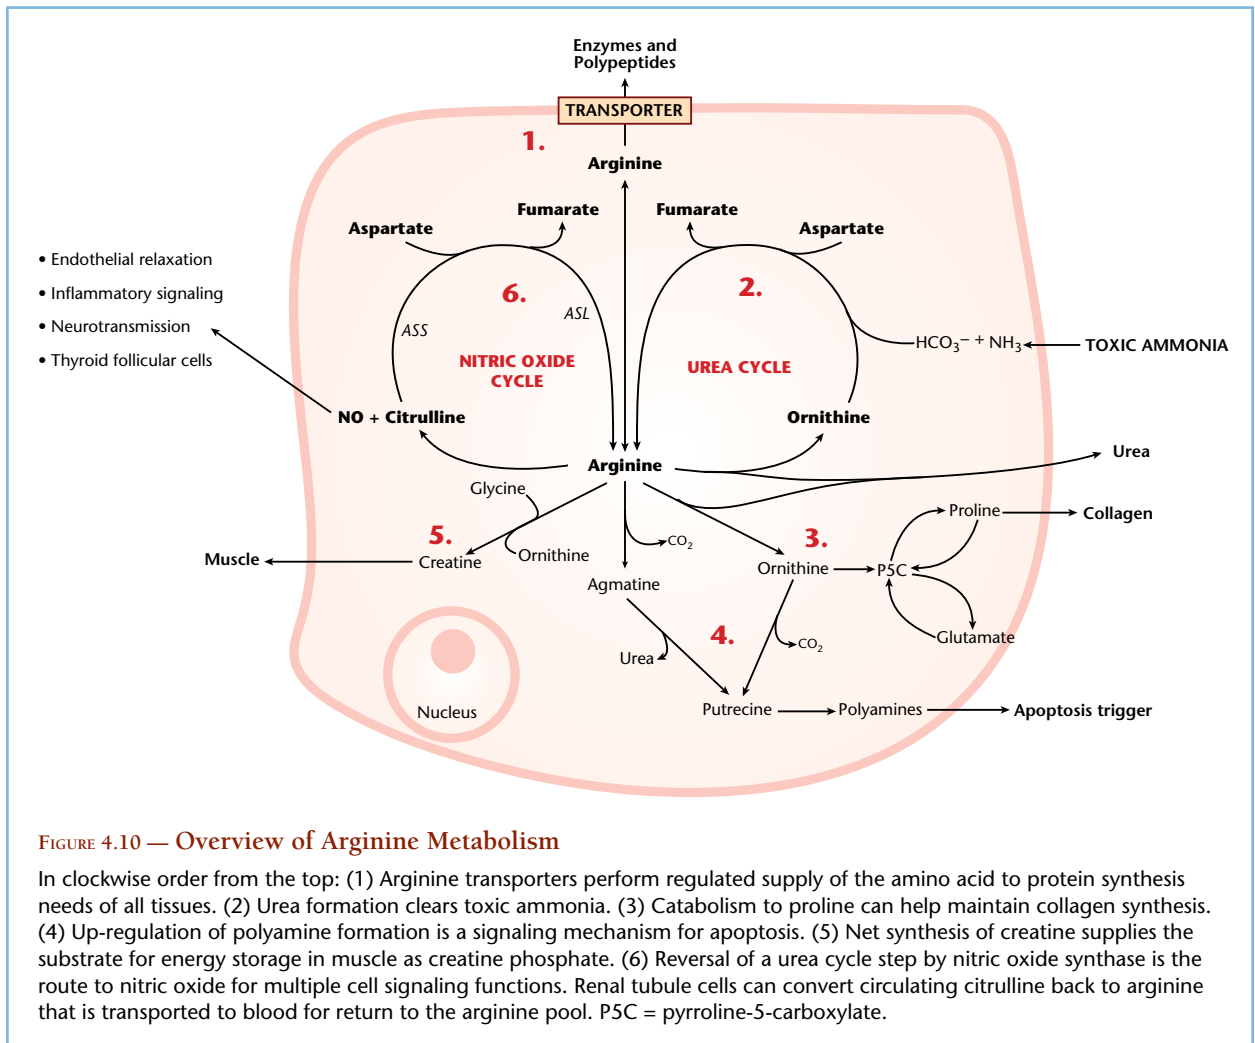 Enzymes and
Polypeptides
TRANSPORTER
1.
Arginine
Fumarate
Fumarate
Aspartate
Aspartate
• Endothelial relaxation
• Inflammatory signaling
• Neurotransmission
• Thyroid follicular cells
6.
2.
ASS
ASL
HCO3− + NH3
TOXIC AMMONIA
NITRIC OXIDE
CYCLE
UREA CYCLE
NO + Citrulline
Ornithine
Arginine
Urea
Glycine
5.
CO2
3.
Proline
Collagen
Muscle
Creatine
Ornithine
Agmatine
Ornithine
P5C
4.
Urea
CO2
Glutamate
Nucleus
Putrecine
Polyamines
Apoptosis trigger
Figure 4.10 — Overview of Arginine Metabolism
In clockwise order from the top: (1) Arginine transporters perform regulated supply of the amino acid to protein synthesis
needs of all tissues. (2) Urea formation clears toxic ammonia. (3) Catabolism to proline can help maintain collagen synthesis.
(4) Up-regulation of polyamine formation is a signaling mechanism for apoptosis. (5) Net synthesis of creatine supplies the
substrate for energy storage in muscle as creatine phosphate. (6) Reversal of a urea cycle step by nitric oxide synthase is the
route to nitric oxide for multiple cell signaling functions. Renal tubule cells can convert circulating citrulline back to arginine
that is transported to blood for return to the arginine pool. P5C = pyrroline-5-carboxylate.